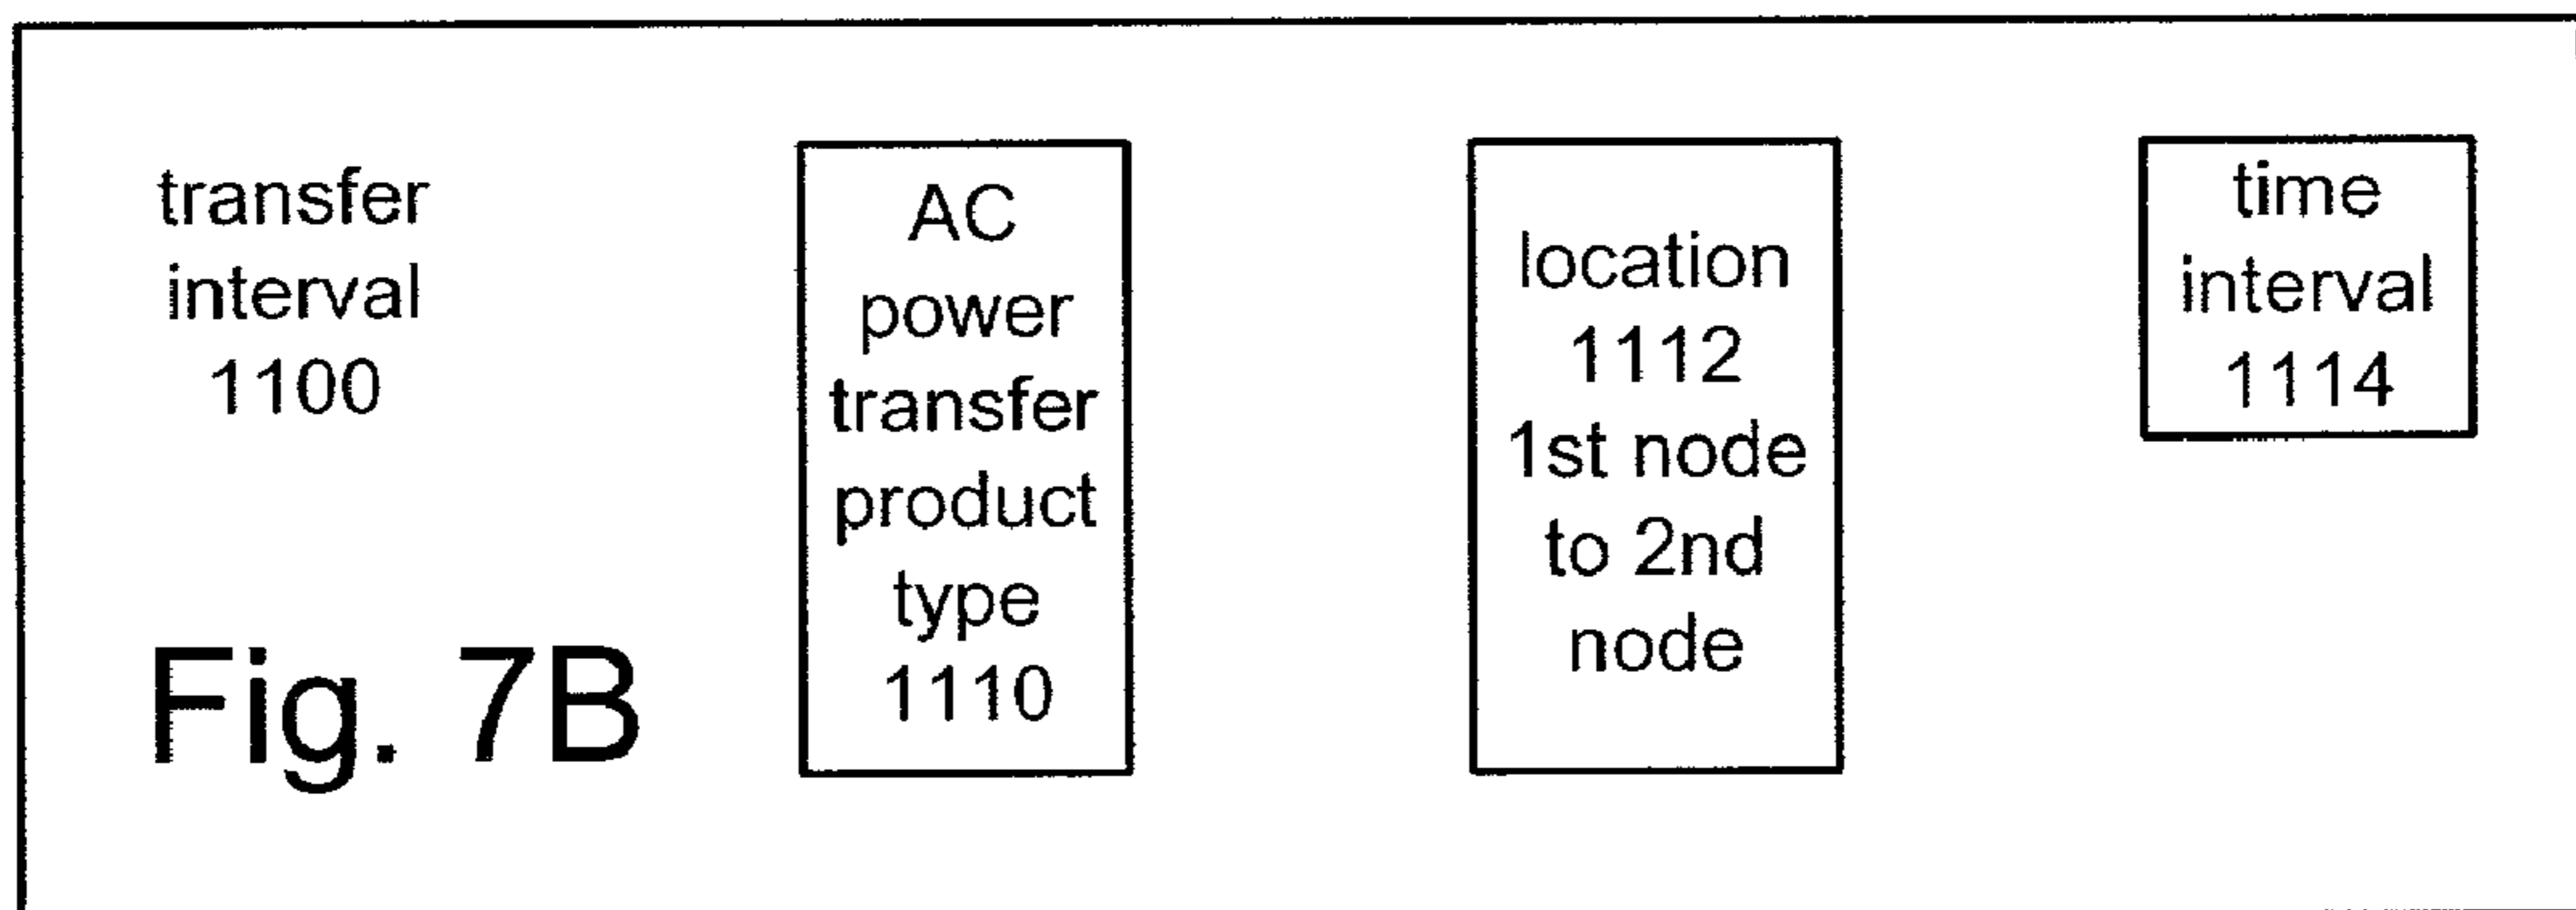 transfer
interval
1100
AC
power
transfer
product
type
1110
location
1112
1st node
to 2nd
node
time
interval
1114
Fig. 7B